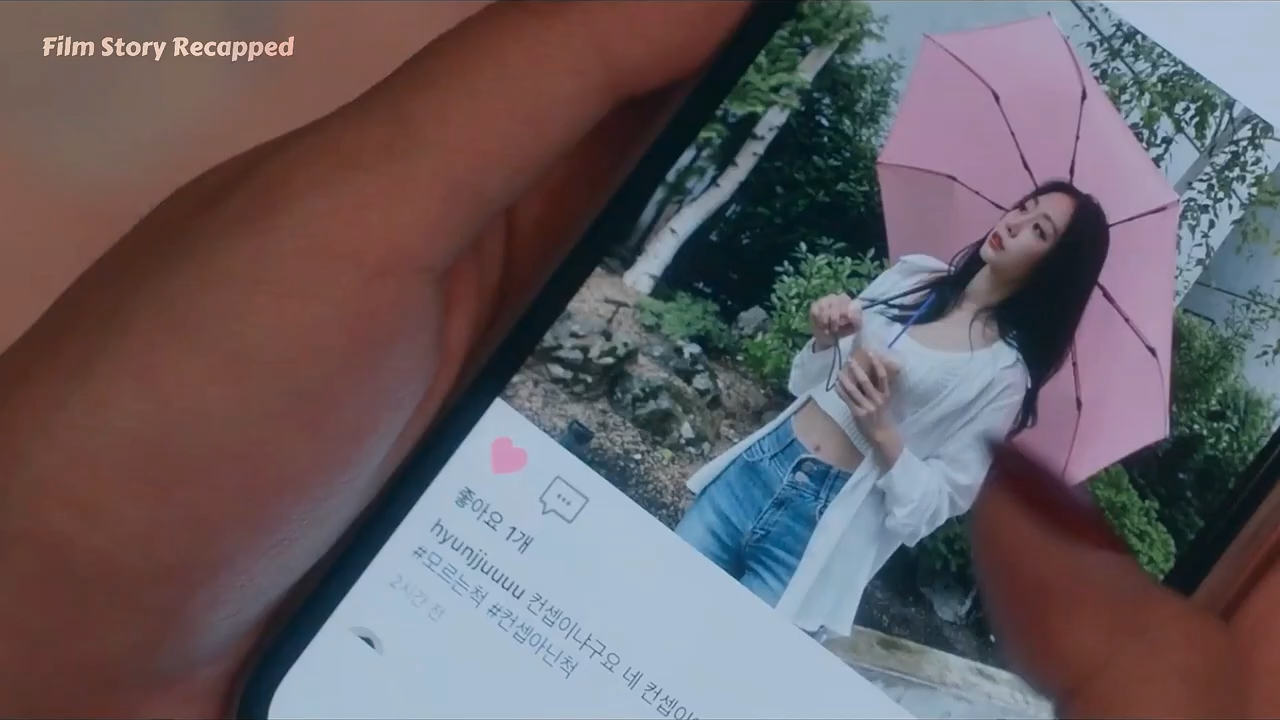 Film Story Recapped
좋아요 1개
hyunjjuuuu 컨셉이냐구요 네 컨셉이
#모르는척 #컨셉아닌척
2시간 전